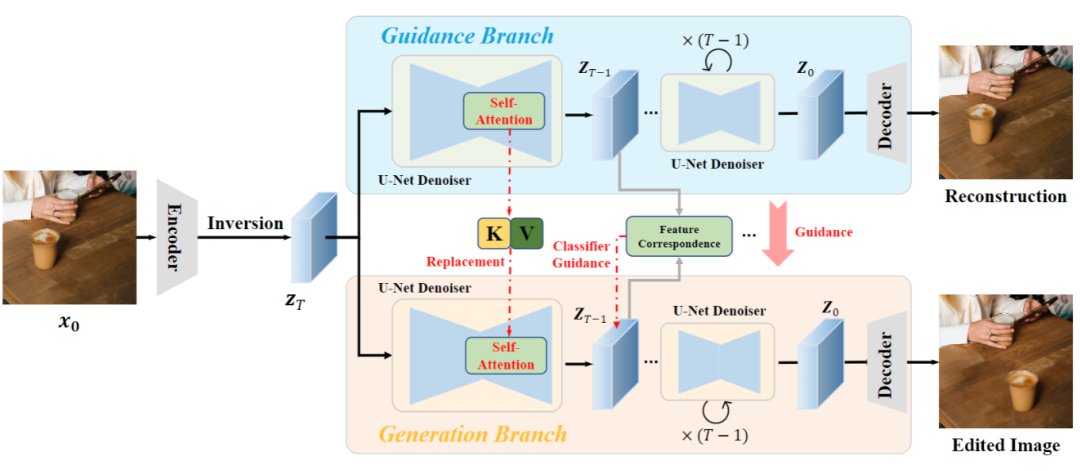 Guidance Branch
× (T − 1)
Z_{T−1}
Z_0
Self-
Attention
...
Decoder
U-Net Denoiser
U-Net Denoiser
Reconstruction
Encoder
Inversion
K V
Feature
Correspondence
...
Guidance
Classifier
Guidance
Replacement
z_T
x_0
U-Net Denoiser
Z_{T−1}
U-Net Denoiser
Z_0
Self-
Attention
...
Decoder
× (T − 1)
Generation Branch
Edited Image